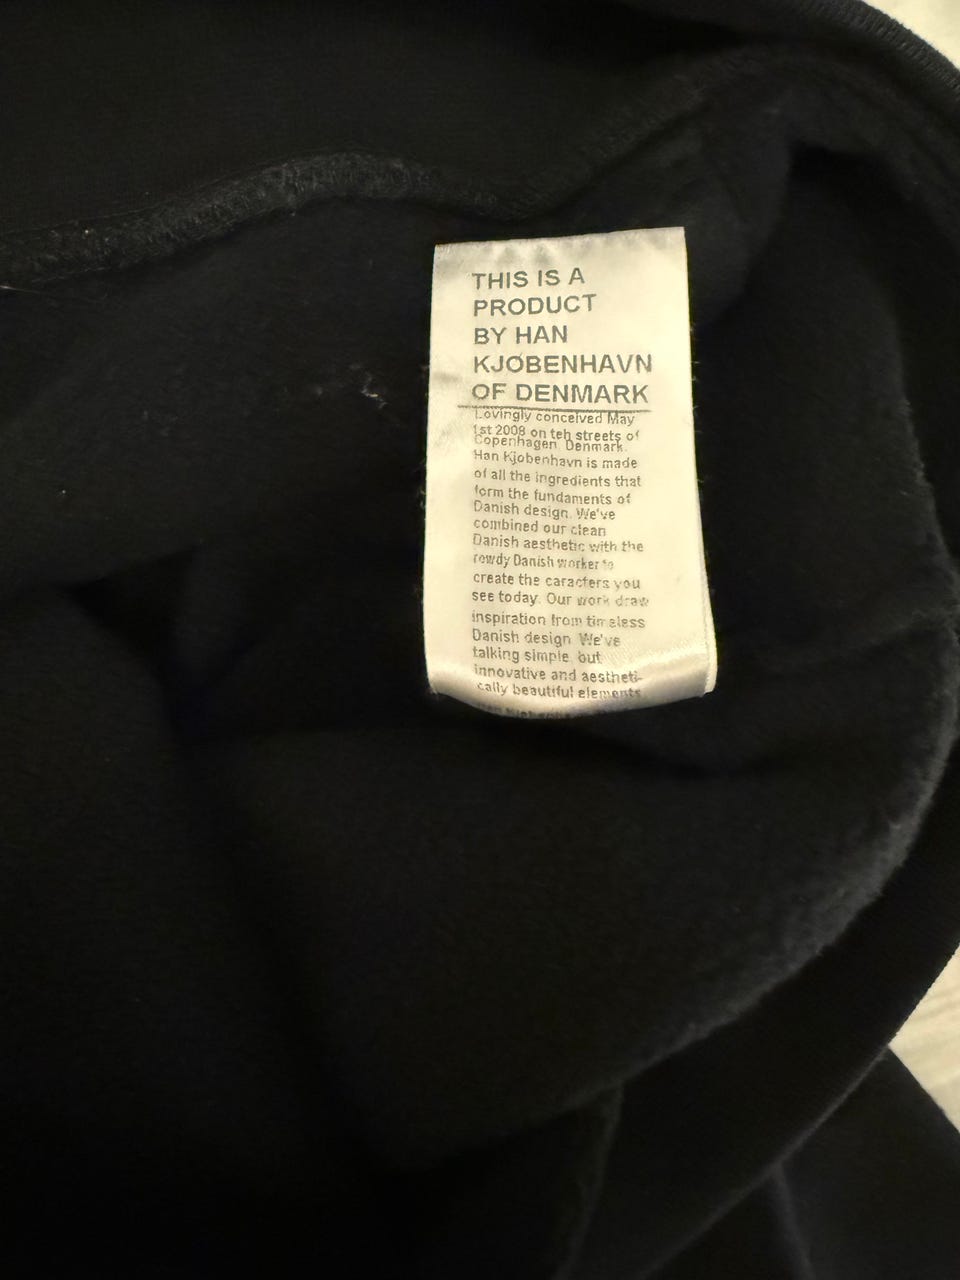 THIS IS A
PRODUCT
BY HAN
KJØBENHAVN
OF DENMARK
Lovingly conceived May
1st 2008 on teh streets of
Copenhagen Denmark.
Han Kjobenhavn is made
of all the ingredients that
form the fundaments of
Danish design. We've
combined our clean
Danish aesthetic with the
rowdy Danish worker to
create the caracters you
see today. Our work draw
inspiration from timeless
Danish design. We've
talking simple, but
innovative and aestheti-
cally beautiful elements